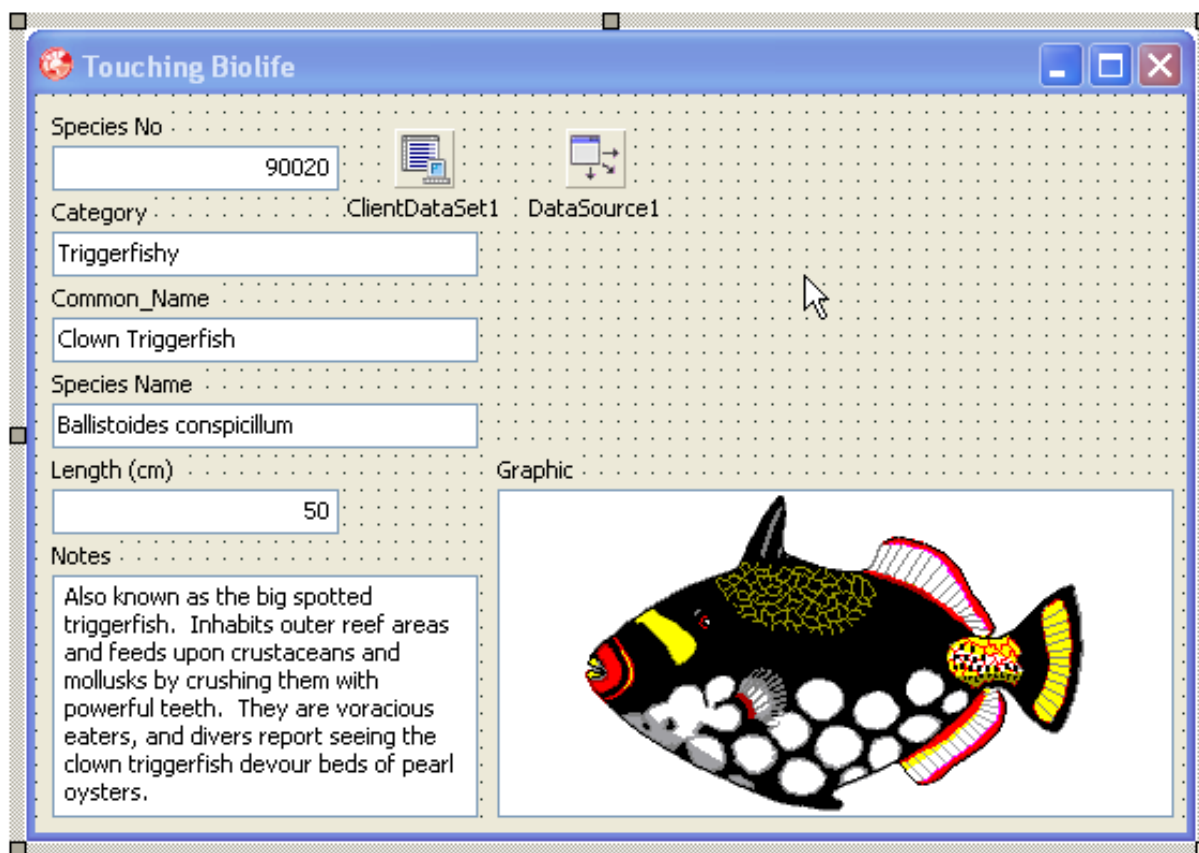 Touching Biolife
Species No
90020
ClientDataSet1
DataSource1
Category
Triggerfishy
Common_Name
Clown Triggerfish
Species Name
Ballistoides conspicillum
Length (cm)
50
Notes
Also known as the big spotted
triggerfish. Inhabits outer reef areas
and feeds upon crustaceans and
mollusks by crushing them with
powerful teeth. They are voracious
eaters, and divers report seeing the
clown triggerfish devour beds of pearl
oysters.
Graphic